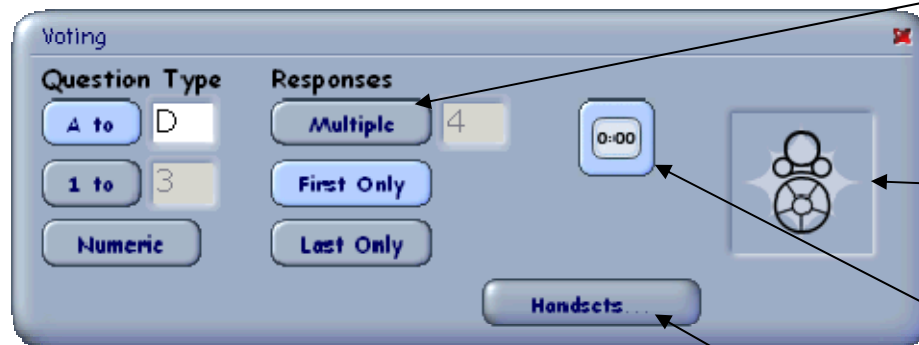 Voting
Question Type Responses
A to D Multiple 4
0:00
1 to 3 First Only
Numeric Last Only
Handsets...